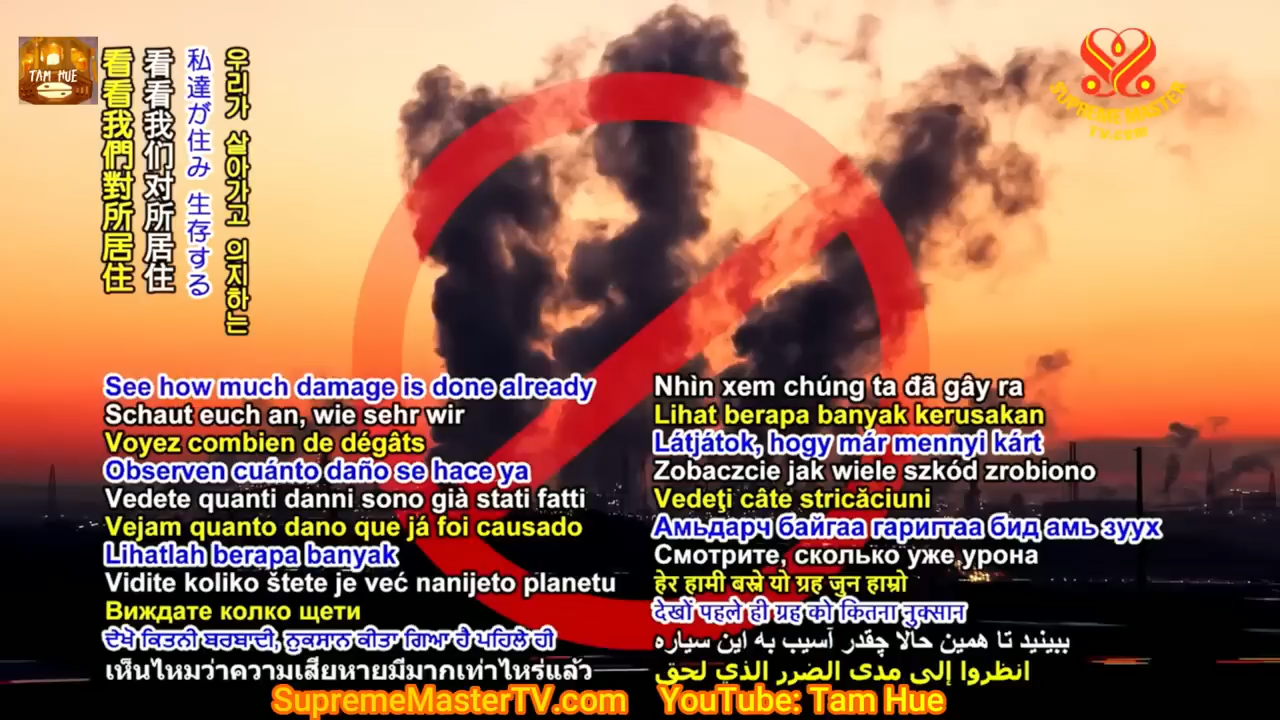 TAM HUE
看看我們對所居住
看看我们对所居住
私達が住み 生存する
우리가 살아가고 의지하는
SUPREME MASTER
TV.COM
See how much damage is done already
Schaut euch an, wie sehr wir
Voyez combien de dégâts
Observen cuánto daño se hace ya
Vedete quanti danni sono già stati fatti
Vejam quanto dano que já foi causado
Lihatlah berapa banyak
Vidite koliko štete je već nanijeto planetu
Виждате колко щети
ਦੇਖੋ ਕਿਤਨੀ ਬਰਬਾਦੀ, ਨੁਕਸਾਨ ਕੀਤਾ ਗਿਆ ਹੈ ਪਹਿਲੇ ਹੀ
เห็นไหมว่าความเสียหายมีมากเท่าไหร่แล้ว
Nhìn xem chúng ta đã gây ra
Lihat berapa banyak kerusakan
Látjátok, hogy már mennyi kárt
Zobaczcie jak wiele szkód zrobiono
Vedeţi câte stricăciuni
Амьдарч байгаа гаригтаа бид амь зуух
Смотрите, сколько уже урона
हेर हामी बस्ने यो ग्रह जुन हाम्रो
देखों पहले ही ग्रह को कितना नुक्सान
ببینید تا همین حالا چقدر آسیب به این سیاره
انظروا إلى مدى الضرر الذي لحق
SupremeMasterTV.com YouTube: Tam Hue